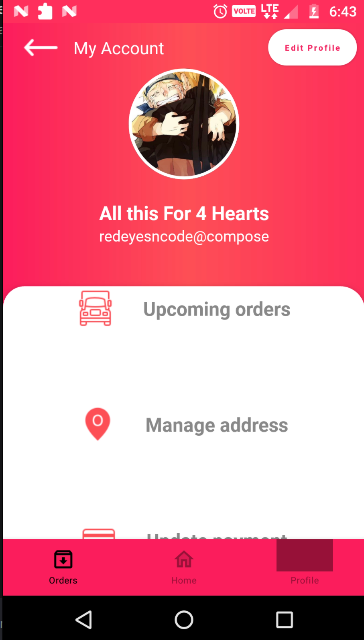 VOLTE LTE 6:43
My Account
Edit Profile
All this For 4 Hearts
redeyesncode@compose
Upcoming orders
Manage address
Update payment
Orders
Home
Profile